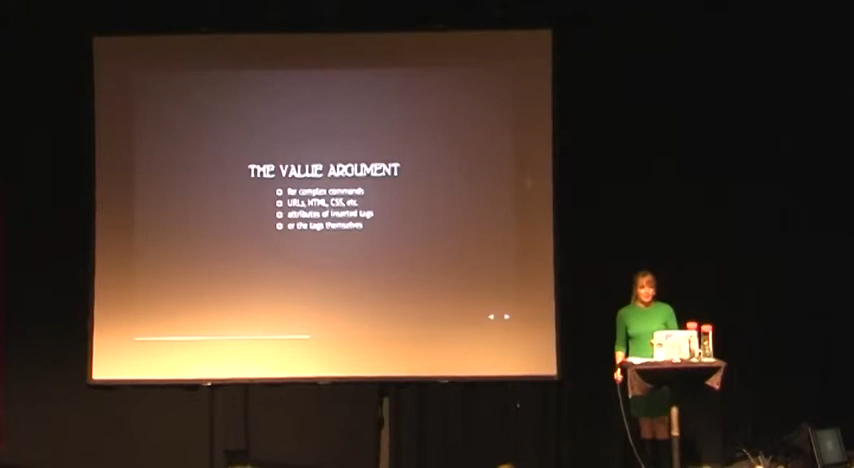 THE VALUE ARGUMENT
for complex commands
URLs, HTML, CSS, etc.
attributes of inserted tags
or the tags themselves